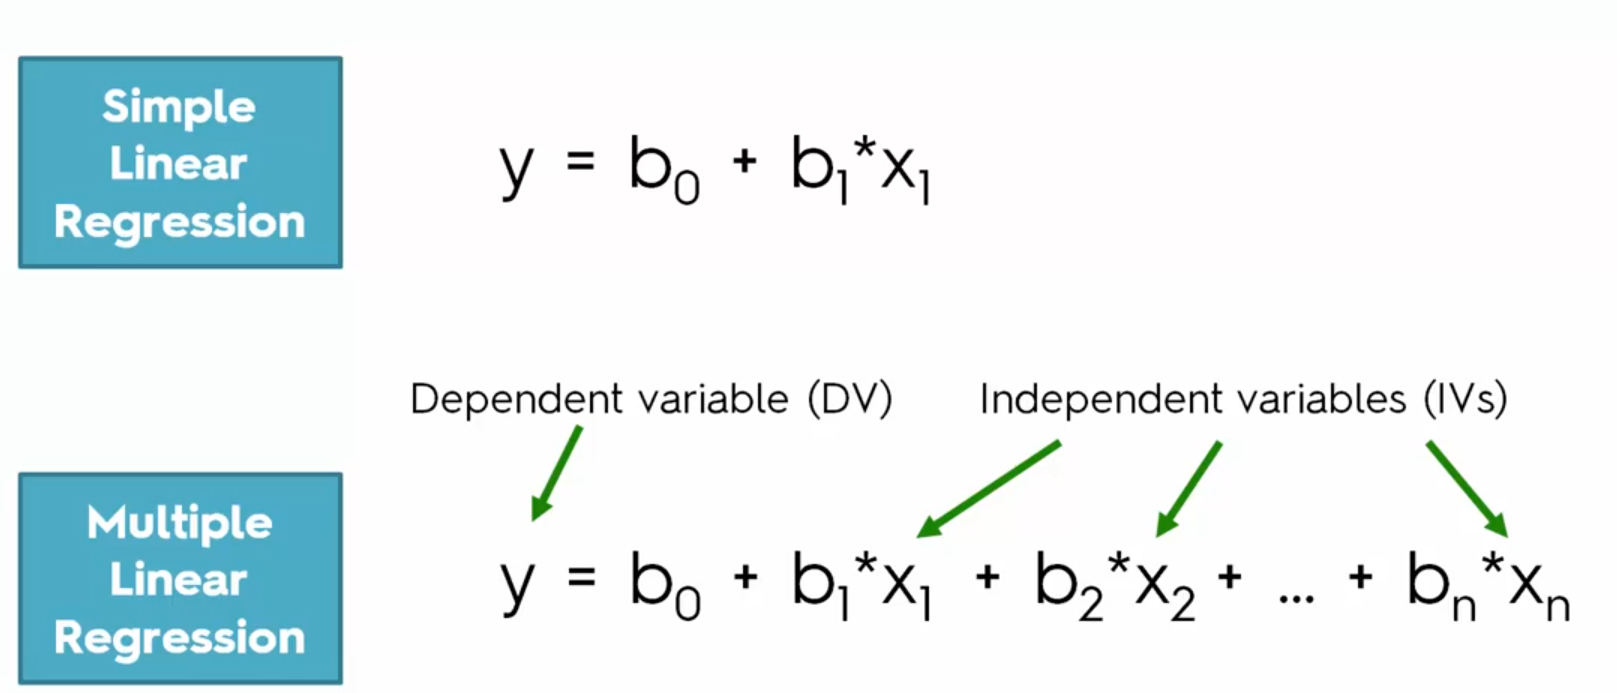 Simple
Linear
Regression
y = b₀ + b₁*x₁
Dependent variable (DV)
Independent variables (IVs)
Multiple
Linear
Regression
y = b₀ + b₁*x₁ + b₂*x₂ + ... + bₙ*xₙ